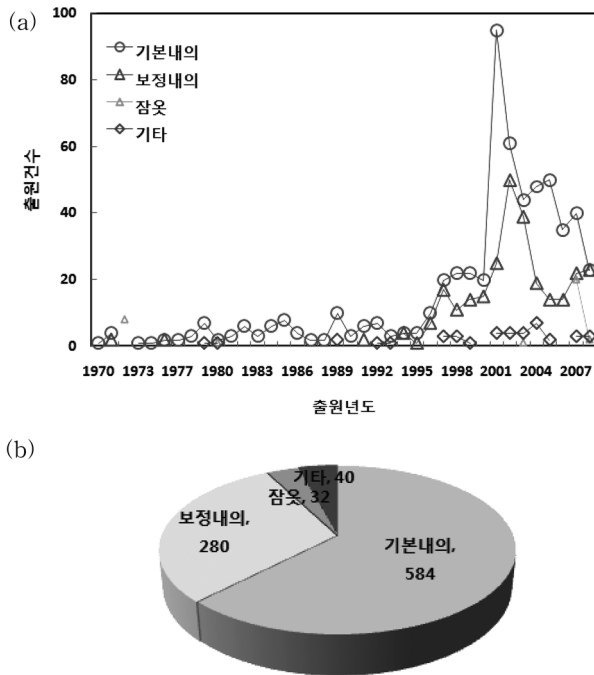 (a)
100
80
60
40
20
0
출원건수
기본내의
보정내의
잠옷
기타
1970 1973 1977 1980 1983 1986 1989 1992 1995 1998 2001 2004 2007
출원년도
(b)
기타, 40
잠옷, 32
보정내의,
280
기본내의,
584